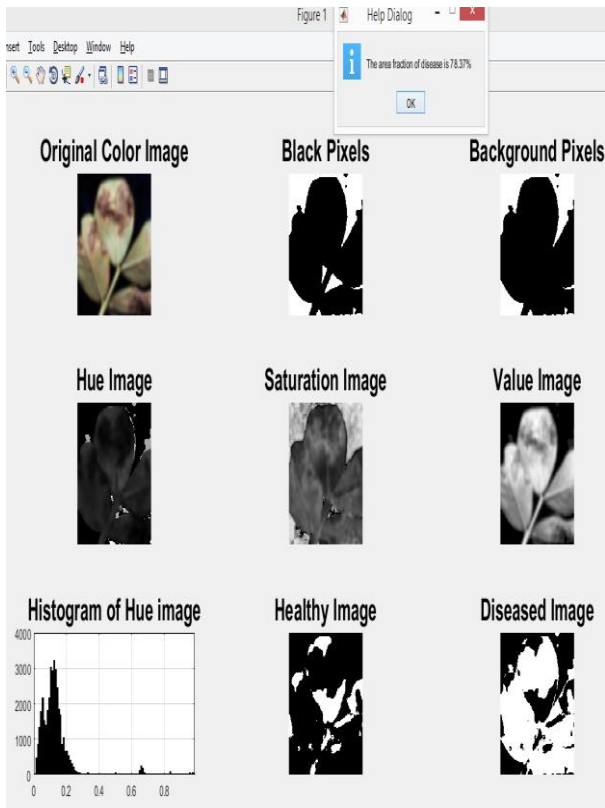 Figure 1
Help Dialog
Tools Desktop Window Help
The area fraction of disease is 78.37%
OK
Original Color Image
Black Pixels
Background Pixels
Hue Image
Saturation Image
Value Image
Histogram of Hue image
Healthy Image
Diseased Image
4000
3000
2000
1000
0
0 0.2 0.4 0.6 0.8